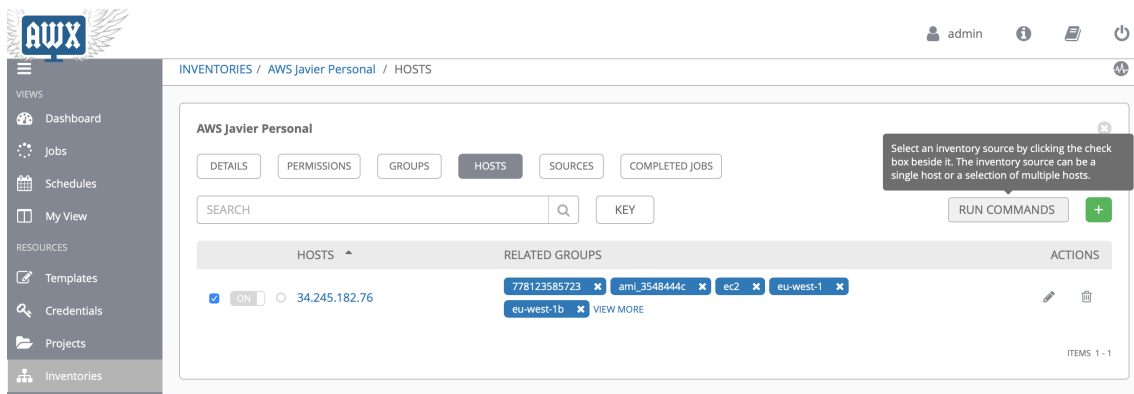 AWX
admin
INVENTORIES / AWS Javier Personal / HOSTS
VIEWS
Dashboard
Jobs
Schedules
My View
RESOURCES
Templates
Credentials
Projects
Inventories
AWS Javier Personal
DETAILS PERMISSIONS GROUPS HOSTS SOURCES COMPLETED JOBS
Select an inventory source by clicking the check
box beside it. The inventory source can be a
single host or a selection of multiple hosts.
SEARCH KEY RUN COMMANDS +
HOSTS RELATED GROUPS ACTIONS
ON 34.245.182.76 778123585723 ami_3548444c ec2 eu-west-1
eu-west-1b VIEW MORE
ITEMS 1 - 1